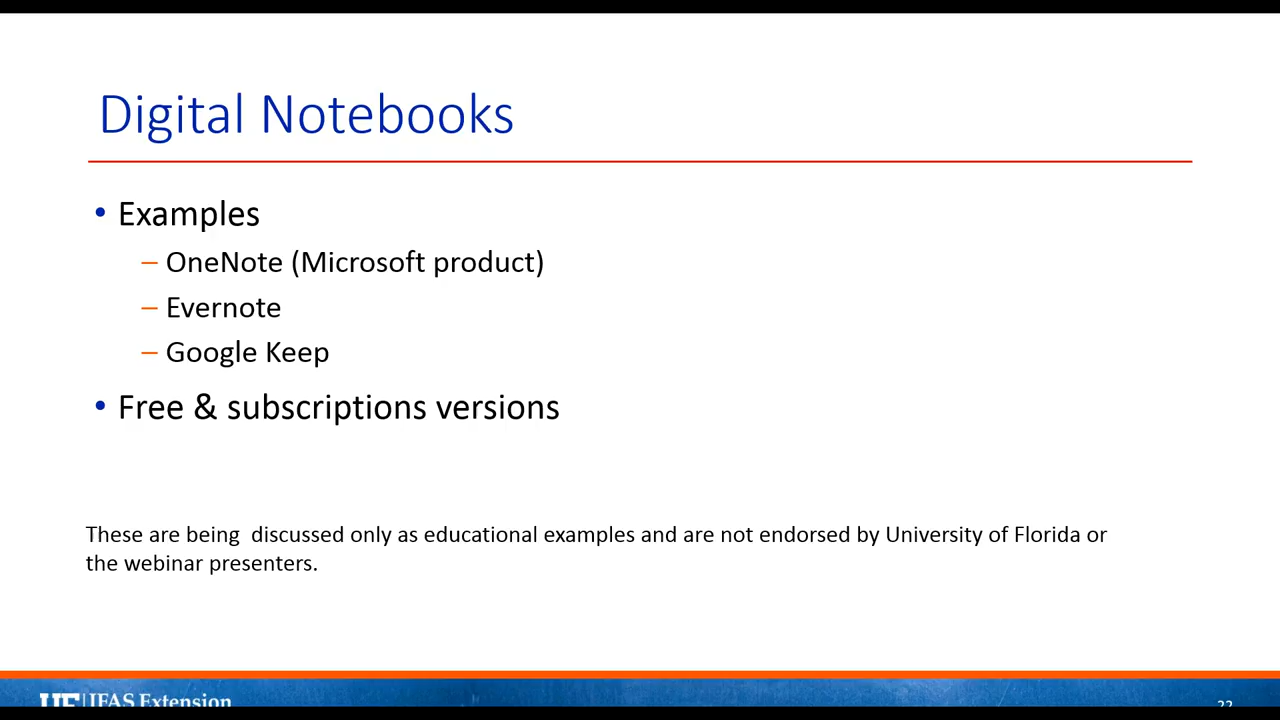 Digital Notebooks
• Examples
– OneNote (Microsoft product)
– Evernote
– Google Keep
• Free & subscriptions versions
These are being  discussed only as educational examples and are not endorsed by University of Florida or
the webinar presenters.
UF | IFAS Extension
22